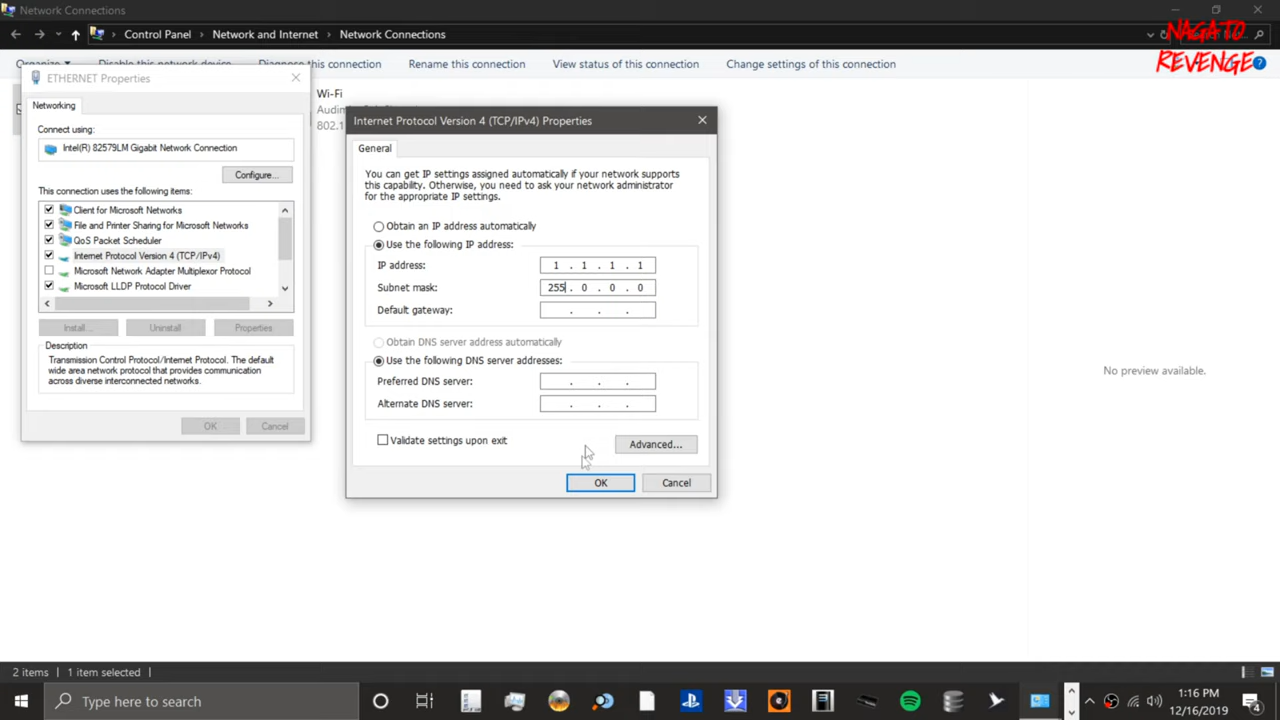 Network Connections
NAGATO
REVENGE
Control Panel > Network and Internet > Network Connections
Organize Disable this network device Diagnose this connection Rename this connection View status of this connection Change settings of this connection
ETHERNET Properties
Networking
Connect using:
Intel(R) 82579LM Gigabit Network Connection
Configure...
This connection uses the following items:
Client for Microsoft Networks
File and Printer Sharing for Microsoft Networks
QoS Packet Scheduler
Internet Protocol Version 4 (TCP/IPv4)
Microsoft Network Adapter Multiplexor Protocol
Microsoft LLDP Protocol Driver
Install... Uninstall Properties
Description
Transmission Control Protocol/Internet Protocol. The default
wide area network protocol that provides communication
across diverse interconnected networks.
OK Cancel
Wi-Fi
802.1
Internet Protocol Version 4 (TCP/IPv4) Properties
General
You can get IP settings assigned automatically if your network supports
this capability. Otherwise, you need to ask your network administrator
for the appropriate IP settings.
Obtain an IP address automatically
Use the following IP address:
IP address: 1 . 1 . 1 . 1
Subnet mask: 255 . 0 . 0 . 0
Default gateway: . . .
Obtain DNS server address automatically
Use the following DNS server addresses:
Preferred DNS server: . . .
Alternate DNS server: . . .
Validate settings upon exit
Advanced...
OK Cancel
No preview available.
2 items 1 item selected
Type here to search
1:16 PM
12/16/2019
4